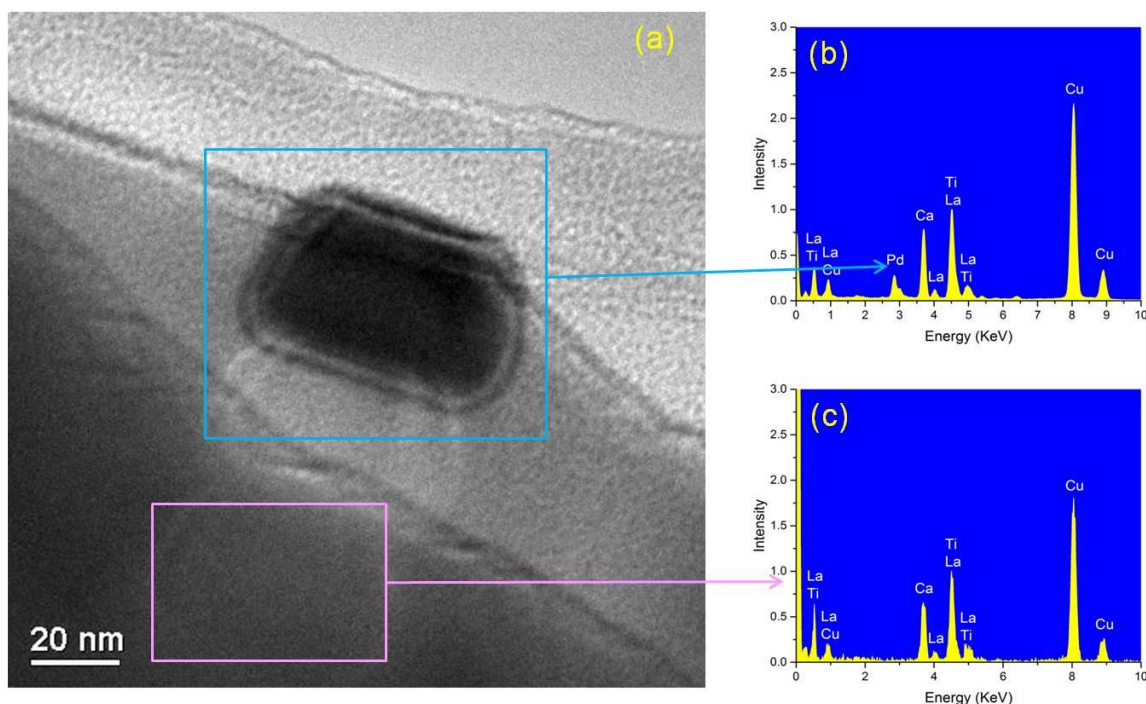 (a)
20 nm
(b)
3.0
2.5
2.0
1.5
1.0
0.5
0.0
Intensity
La
Ti
La
Cu
Pd
Ca
La
Ti
La
La
Ti
Cu
Cu
0 1 2 3 4 5 6 7 8 9 10
Energy (KeV)
(c)
3.0
2.5
2.0
1.5
1.0
0.5
0.0
Intensity
La
Ti
La
Cu
Ca
La
Ti
La
La
Ti
Cu
Cu
0 1 2 3 4 5 6 7 8 9 10
Energy (KeV)